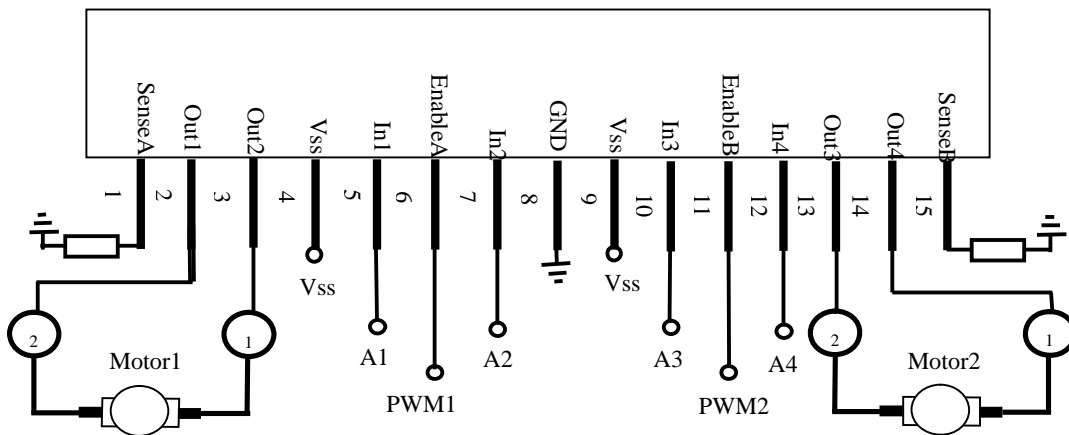 SenseA
Out1
Out2
Vss
In1
EnableA
In2
GND
Vss
In3
EnableB
In4
Out3
Out4
SenseB
1
2
3
4
5
6
7
8
9
10
11
12
13
14
15
Vss
Vss
2
1
2
1
Motor1
A1
A2
A3
A4
Motor2
PWM1
PWM2